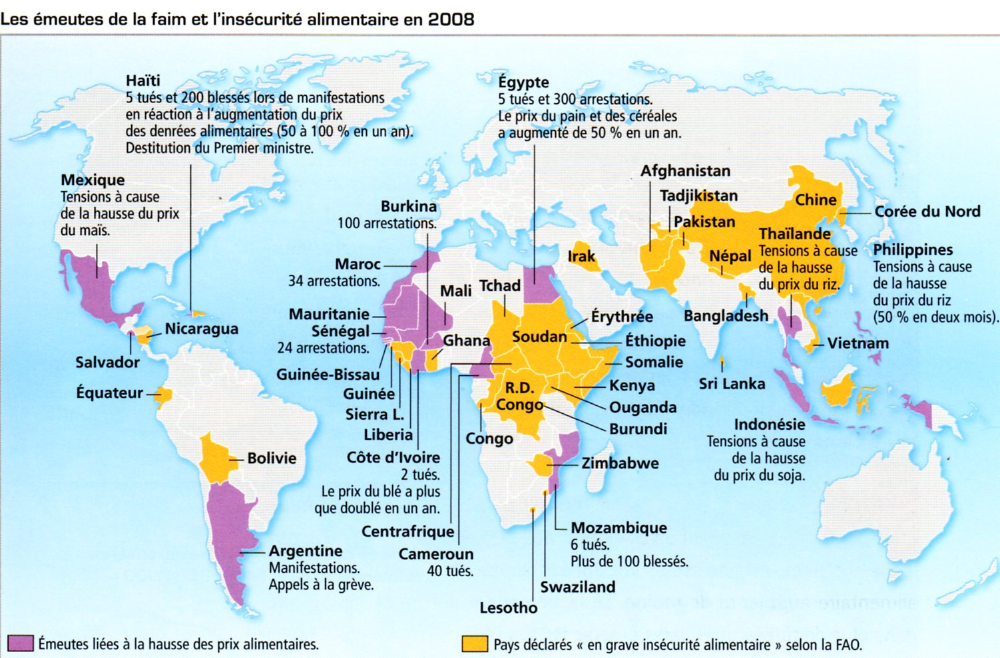 Les émeutes de la faim et l'insécurité alimentaire en 2008
Haïti
5 tués et 200 blessés lors de manifestations
en réaction à l'augmentation du prix
des denrées alimentaires (50 à 100 % en un an).
Destitution du Premier ministre.
Égypte
5 tués et 300 arrestations.
Le prix du pain et des céréales
a augmenté de 50 % en un an.
Mexique
Tensions à cause
de la hausse du prix
du maïs.
Burkina
100 arrestations.
Maroc
34 arrestations.
Mali
Tchad
Mauritanie
Sénégal
24 arrestations.
Ghana
Guinée-Bissau
Guinée
Sierra L.
Liberia
Côte d'Ivoire
2 tués.
Le prix du blé a plus
que doublé en un an.
Centrafrique
Cameroun
40 tués.
Nicaragua
Salvador
Équateur
Bolivie
Argentine
Manifestations.
Appels à la grève.
Afghanistan
Tadjikistan
Pakistan
Chine
Corée du Nord
Irak
Népal
Thaïlande
Tensions à cause
de la hausse
du prix du riz.
Philippines
Tensions à cause
de la hausse
du prix du riz
(50 % en deux mois).
Bangladesh
Vietnam
Sri Lanka
Indonésie
Tensions à cause
de la hausse
du prix du soja.
Érythrée
Soudan
Éthiopie
Somalie
Kenya
Ouganda
Burundi
R.D.
Congo
Congo
Zimbabwe
Mozambique
6 tués.
Plus de 100 blessés.
Swaziland
Lesotho
Émeutes liées à la hausse des prix alimentaires.
Pays déclarés « en grave insécurité alimentaire » selon la FAO.